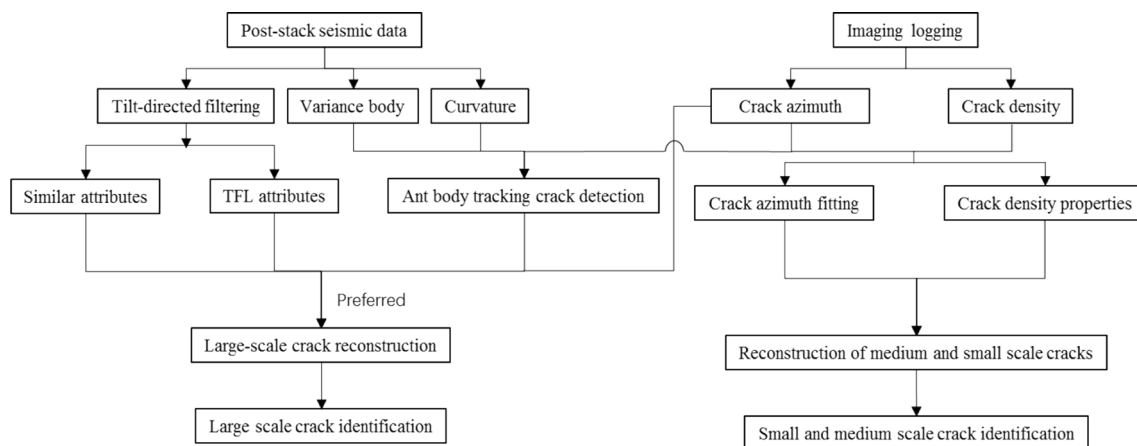 Post-stack seismic data
Imaging logging
Tilt-directed filtering
Variance body
Curvature
Crack azimuth
Crack density
Similar attributes
TFL attributes
Ant body tracking crack detection
Crack azimuth fitting
Crack density properties
Preferred
Large-scale crack reconstruction
Reconstruction of medium and small scale cracks
Large scale crack identification
Small and medium scale crack identification